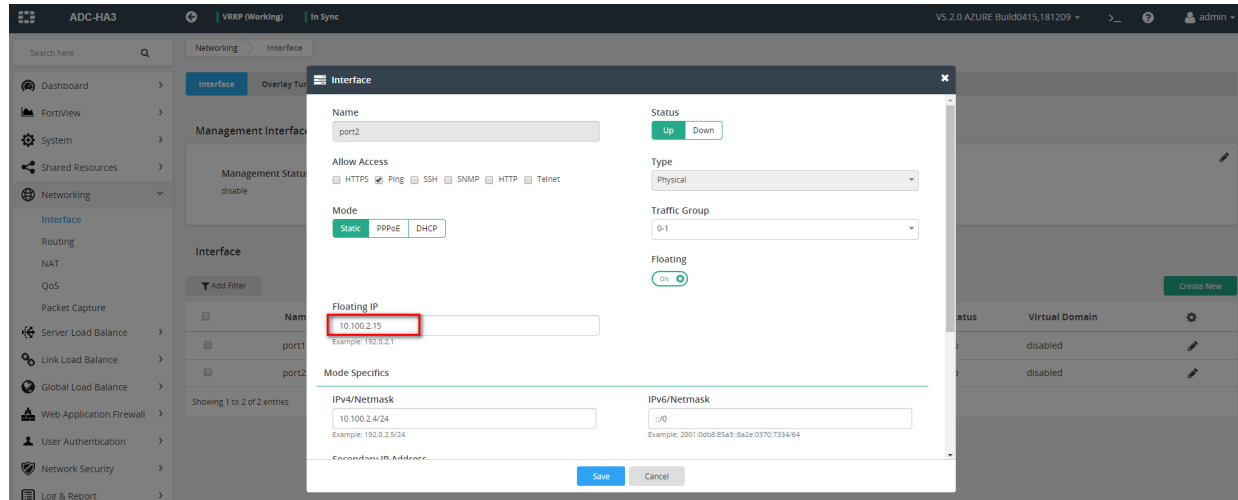 ADC-HA3
VRRP (Working)
In Sync
V5.2.0 AZURE Build0415,181209
>_
admin
Search here
Networking
Interface
Dashboard
FortiView
System
Shared Resources
Networking
Interface
Routing
NAT
QoS
Packet Capture
Server Load Balance
Link Load Balance
Global Load Balance
Web Application Firewall
User Authentication
Network Security
Log & Report
Interface
Overlay Tun
Management Interface
Management Status
disable
Interface
Add Filter
Create New
Nam
Virtual Domain
port1
disabled
port2
disabled
Showing 1 to 2 of 2 entries
Interface
Name
Status
port2
Up
Down
Allow Access
Type
HTTPS Ping SSH SNMP HTTP Telnet
Physical
Mode
Traffic Group
Static PPPoE DHCP
0-1
Floating
ON
Floating IP
10.100.2.15
Example: 192.0.2.1
Mode Specifics
IPv4/Netmask
IPv6/Netmask
10.100.2.4/24
::/0
Example: 192.0.2.5/24
Example: 2001:0db8:85a3::8a2e:0370:7334/64
Secondary IP Address
Save
Cancel